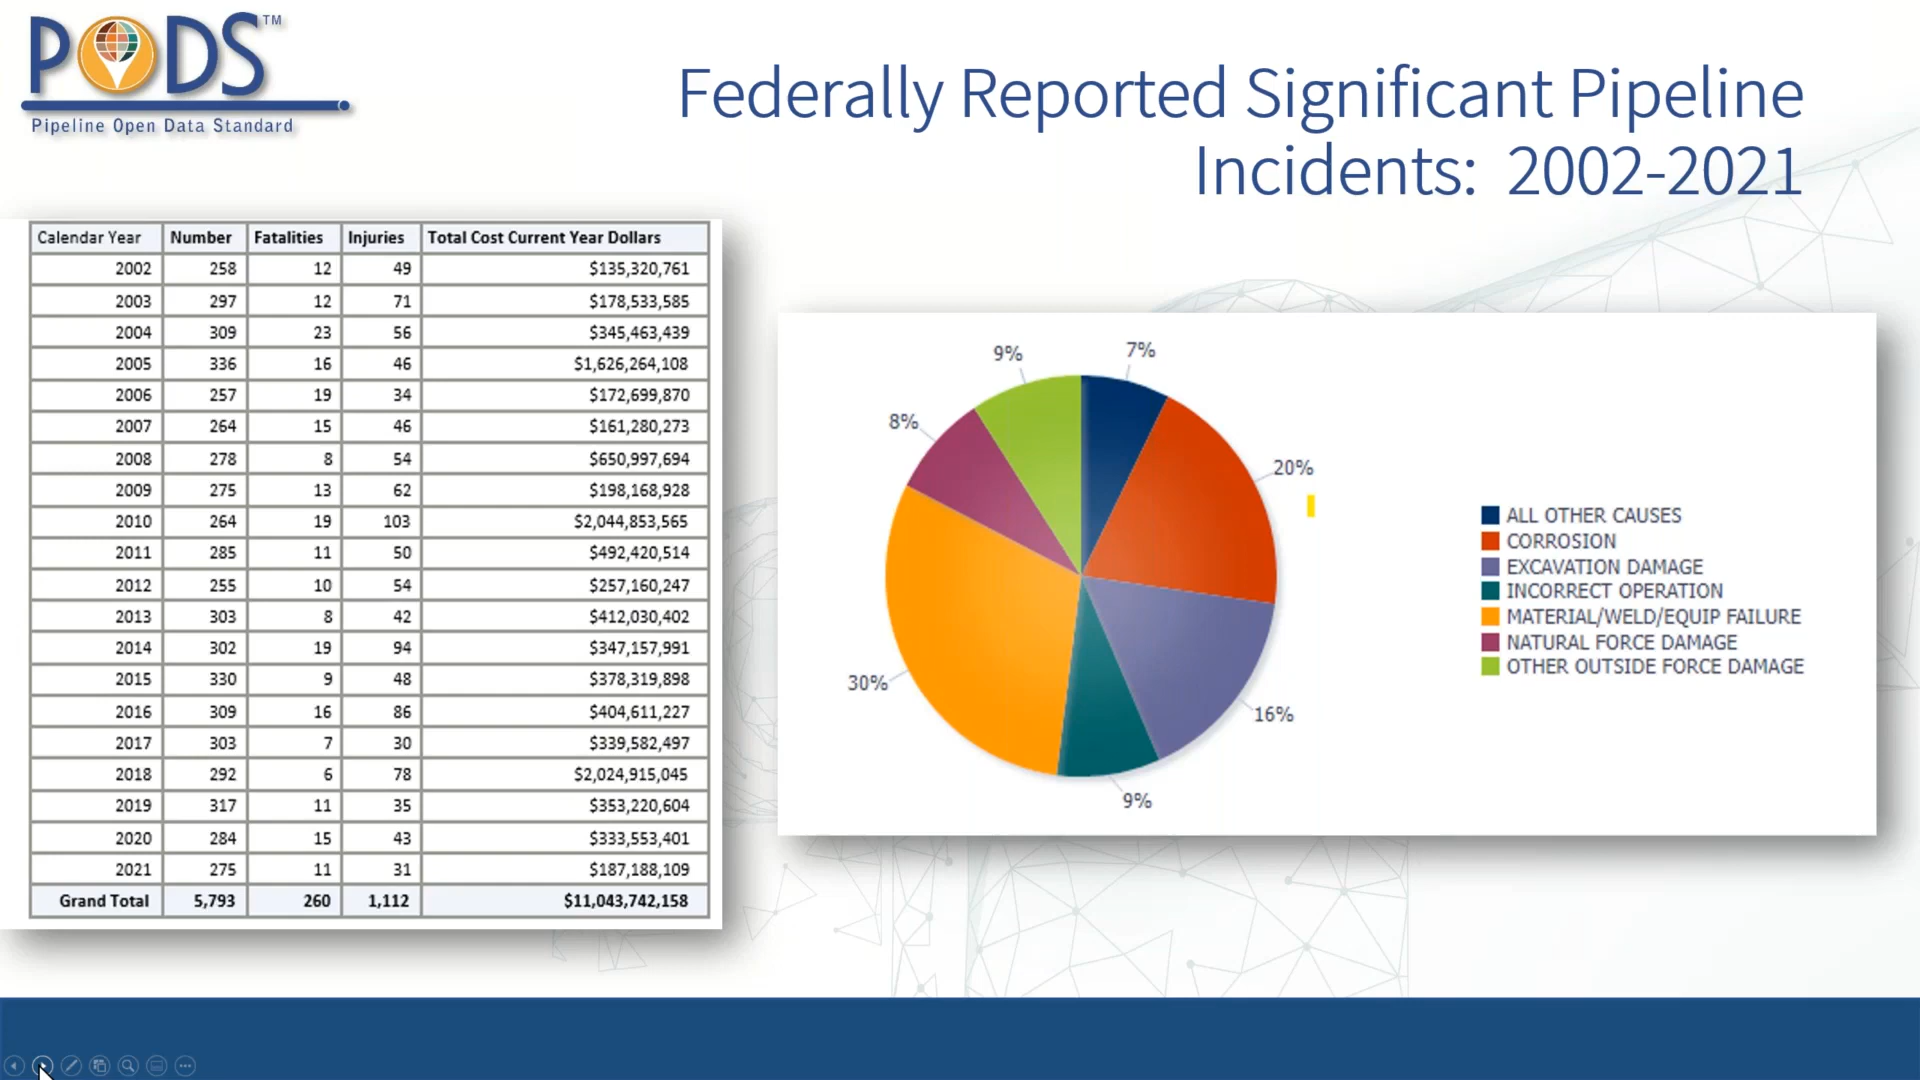 PODS™
Pipeline Open Data Standard
Federally Reported Significant Pipeline
Incidents: 2002-2021
Calendar Year Number Fatalities Injuries Total Cost Current Year Dollars
2002 258 12 49 $135,320,761
2003 297 12 71 $178,533,585
2004 309 23 56 $345,463,439
2005 336 16 46 $1,626,264,108
2006 257 19 34 $172,699,870
2007 264 15 46 $161,280,273
2008 278 8 54 $650,997,694
2009 275 13 62 $198,168,928
2010 264 19 103 $2,044,853,565
2011 285 11 50 $492,420,514
2012 255 10 54 $257,160,247
2013 303 8 42 $412,030,402
2014 302 19 94 $347,157,991
2015 330 9 48 $378,319,898
2016 309 16 86 $404,611,227
2017 303 7 30 $339,582,497
2018 292 6 78 $2,024,915,045
2019 317 11 35 $353,220,604
2020 284 15 43 $333,553,401
2021 275 11 31 $187,188,109
Grand Total 5,793 260 1,112 $11,043,742,158
9%
7%
8%
20%
30%
16%
9%
ALL OTHER CAUSES
CORROSION
EXCAVATION DAMAGE
INCORRECT OPERATION
MATERIAL/WELD/EQUIP FAILURE
NATURAL FORCE DAMAGE
OTHER OUTSIDE FORCE DAMAGE